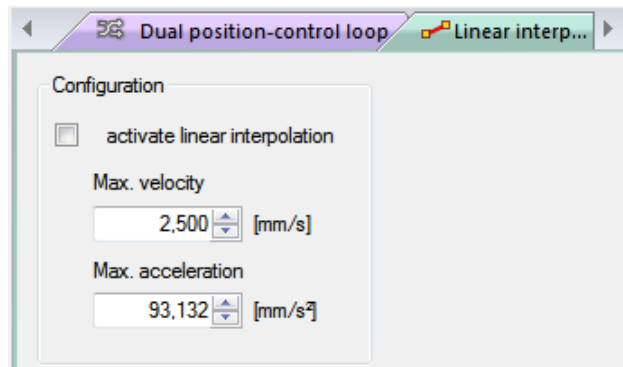 Dual position-control loop Linear interp...
Configuration
activate linear interpolation
Max. velocity
2,500 [mm/s]
Max. acceleration
93,132 [mm/s²]